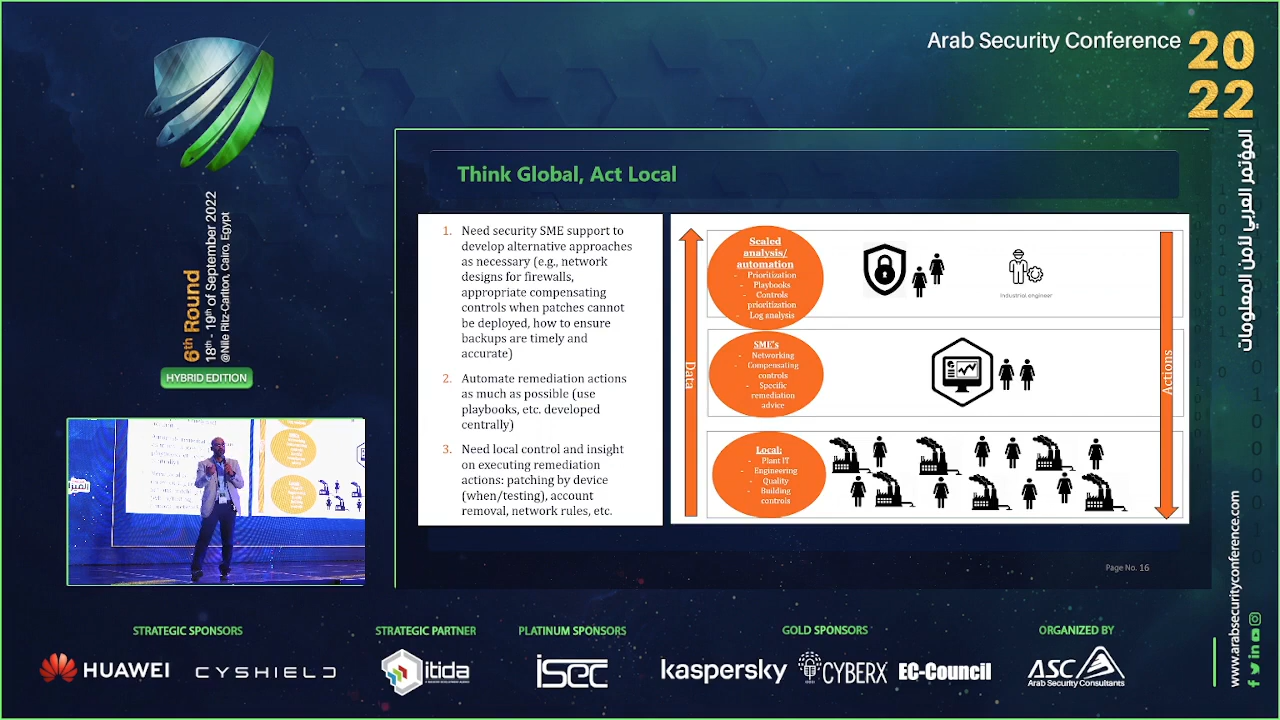 Arab Security Conference
20
22
المؤتمر العربي لأمن المعلومات
6th Round
18th - 19th of September 2022
@Nile Ritz-Carlton, Cairo, Egypt
HYBRID EDITION
Think Global, Act Local
1. Need security SME support to
develop alternative approaches
as necessary (e.g., network
designs for firewalls,
appropriate compensating
controls when patches cannot
be deployed, how to ensure
backups are timely and
accurate)
2. Automate remediation actions
as much as possible (use
playbooks, etc. developed
centrally)
3. Need local control and insight
on executing remediation
actions: patching by device
(when/testing), account
removal, network rules, etc.
Data
Scaled
analysis/
automation
- Prioritization
- Playbooks
- Controls
prioritization
- Log analysis
Industrial engineer
SME's
- Networking
- Compensating
controls
- Specific
remediation
advice
Local:
- Plant IT
- Engineering
- Quality
- Building
controls
Actions
Page No. 16
www.arabsecurityconference.com
STRATEGIC SPONSORS
HUAWEI
CYSHIELD
STRATEGIC PARTNER
itida
PLATINUM SPONSORS
isec
GOLD SPONSORS
kaspersky
CYBERX
EC-Council
ORGANIZED BY
ASC
Arab Security Consultants